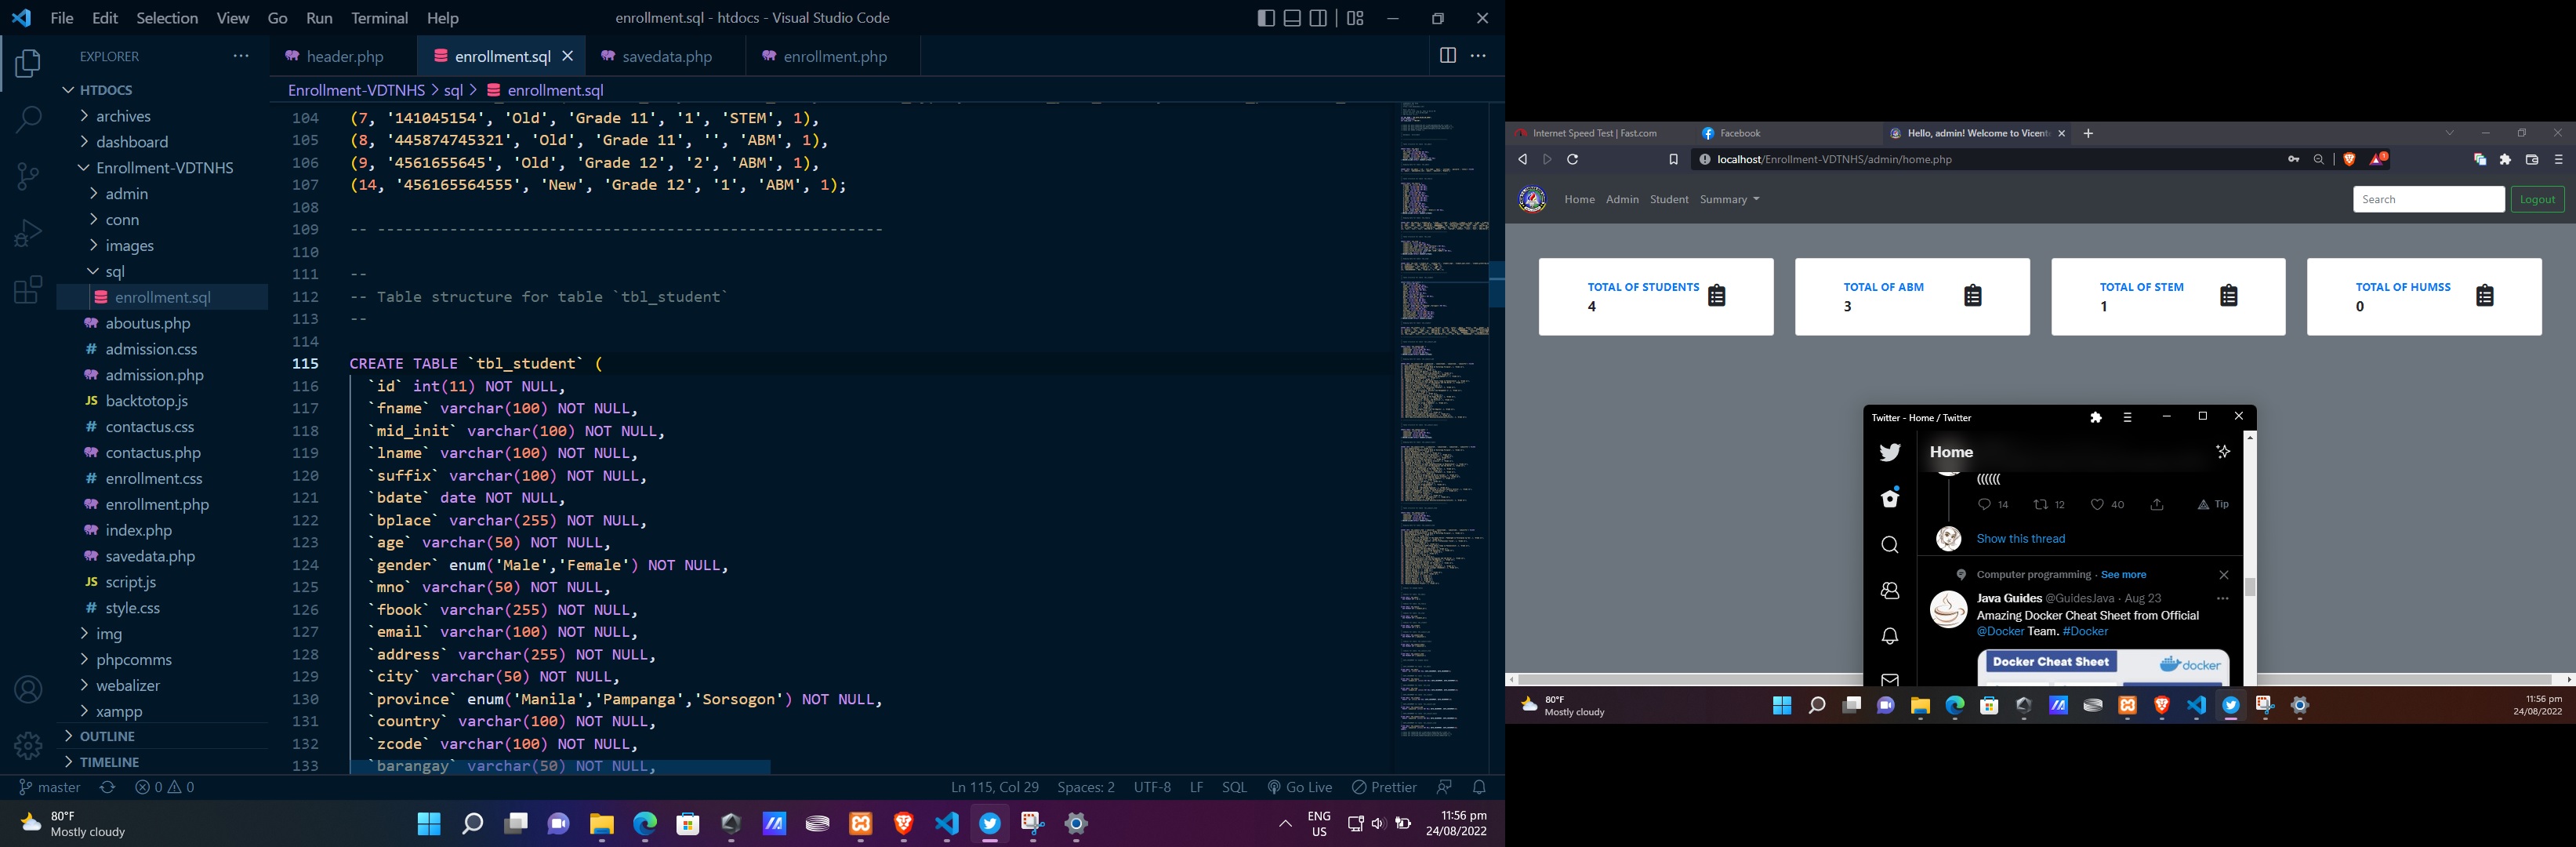 File Edit Selection View Go Run Terminal Help
enrollment.sql - htdocs - Visual Studio Code
EXPLORER
HTDOCS
archives
dashboard
Enrollment-VDTNHS
admin
conn
images
sql
enrollment.sql
aboutus.php
# admission.css
admission.php
JS backtotop.js
# contactus.css
contactus.php
# enrollment.css
enrollment.php
index.php
savedata.php
JS script.js
# style.css
img
phpcomms
webalizer
xampp
OUTLINE
TIMELINE
header.php enrollment.sql savedata.php enrollment.php
Enrollment-VDTNHS > sql > enrollment.sql
104 (7, '141045154', 'Old', 'Grade 11', '1', 'STEM', 1),
105 (8, '445874745321', 'Old', 'Grade 11', '', 'ABM', 1),
106 (9, '4561655645', 'Old', 'Grade 12', '2', 'ABM', 1),
107 (14, '456165564555', 'New', 'Grade 12', '1', 'ABM', 1);
108
109 -- --------------------------------------------------------
110
111 --
112 -- Table structure for table `tbl_student`
113 --
114
115 CREATE TABLE `tbl_student` (
116 `id` int(11) NOT NULL,
117 `fname` varchar(100) NOT NULL,
118 `mid_init` varchar(100) NOT NULL,
119 `lname` varchar(100) NOT NULL,
120 `suffix` varchar(100) NOT NULL,
121 `bdate` date NOT NULL,
122 `bplace` varchar(255) NOT NULL,
123 `age` varchar(50) NOT NULL,
124 `gender` enum('Male','Female') NOT NULL,
125 `mno` varchar(50) NOT NULL,
126 `fbook` varchar(255) NOT NULL,
127 `email` varchar(100) NOT NULL,
128 `address` varchar(255) NOT NULL,
129 `city` varchar(50) NOT NULL,
130 `province` enum('Manila','Pampanga','Sorsogon') NOT NULL,
131 `country` varchar(100) NOT NULL,
132 `zcode` varchar(100) NOT NULL,
133 `barangay` varchar(50) NOT NULL,
master 0 0
Ln 115, Col 29 Spaces: 2 UTF-8 LF SQL Go Live Prettier
80°F
Mostly cloudy
ENG
US
11:56 pm
24/08/2022
Internet Speed Test | Fast.com Facebook Hello, admin! Welcome to Vicent
localhost/Enrollment-VDTNHS/admin/home.php
Home Admin Student Summary
Search Logout
TOTAL OF STUDENTS
4
TOTAL OF ABM
3
TOTAL OF STEM
1
TOTAL OF HUMSS
0
Twitter - Home / Twitter
Home
((((((
14 12 40 Tip
Show this thread
Computer programming · See more
Java Guides @GuidesJava · Aug 23
Amazing Docker Cheat Sheet from Official
@Docker Team. #Docker
Docker Cheat Sheet docker
80°F
Mostly cloudy
11:56 pm
24/08/2022